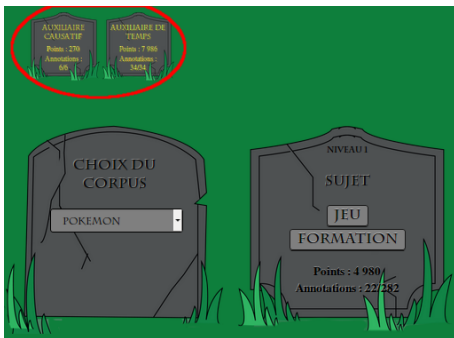 AUXILIAIRE
CAUSATIF
Points : 270
Annotations :
6/6
AUXILIAIRE DE
TEMPS
Points : 7 986
Annotations :
34/34
CHOIX DU
CORPUS
POKEMON
NIVEAU 1
SUJET
JEU
FORMATION
Points : 4 980
Annotations : 22/282